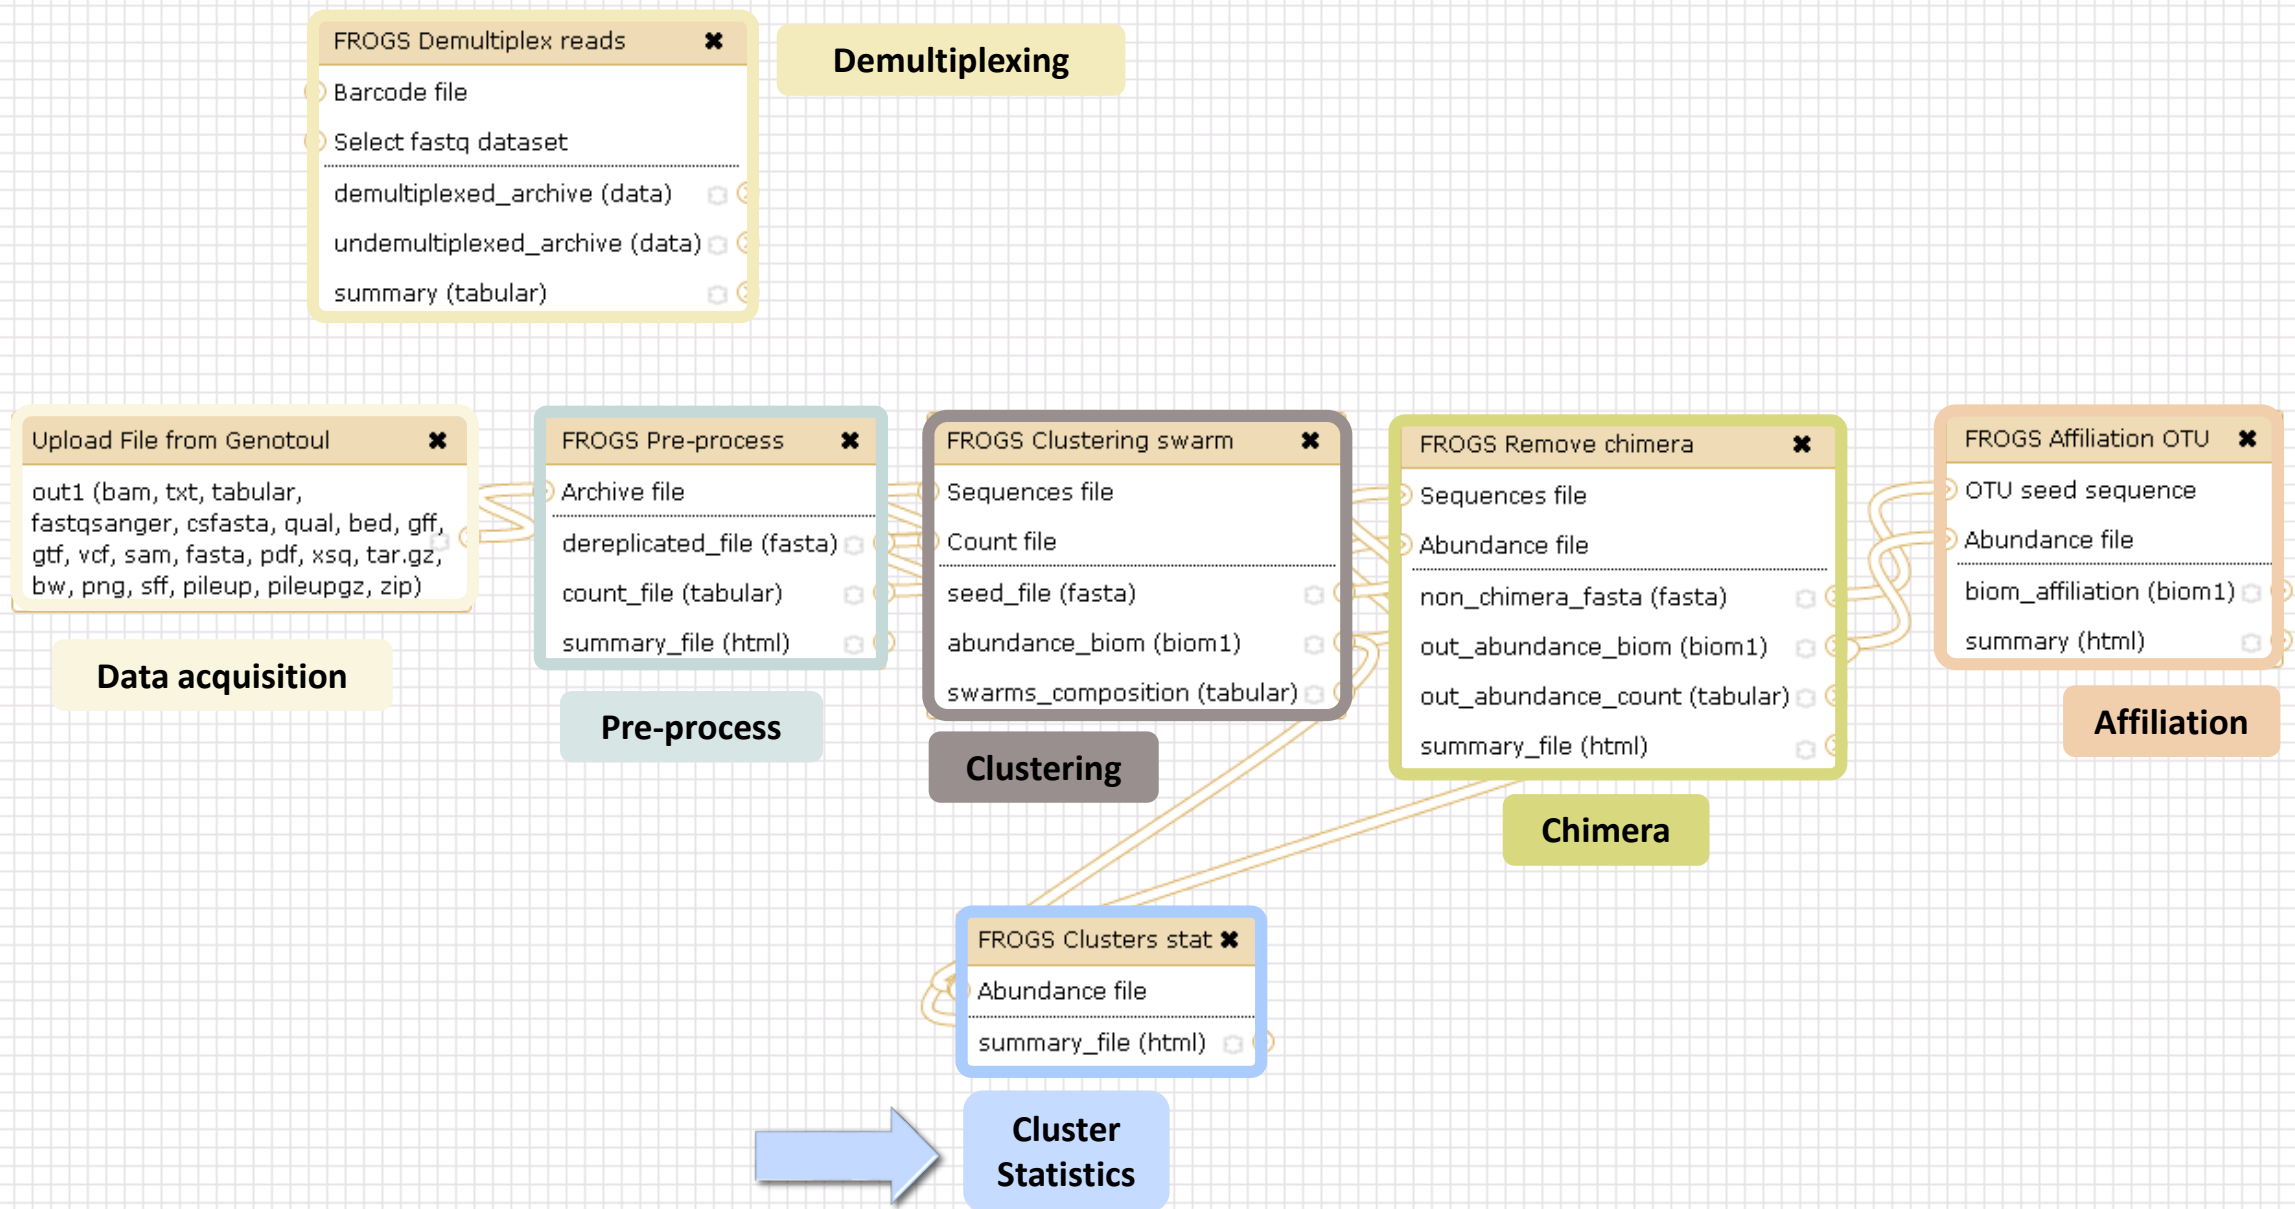 FROGS Demultiplex reads
Barcode file
Select fastq dataset
demultiplexed_archive (data)
undemultiplexed_archive (data)
summary (tabular)
Demultiplexing
Upload File from Genotoul
out1 (bam, txt, tabular,
fastqsanger, csfasta, qual, bed, gff,
gtf, vcf, sam, fasta, pdf, xsq, tar.gz,
bw, png, sff, pileup, pileupgz, zip)
Data acquisition
FROGS Pre-process
Archive file
dereplicated_file (fasta)
count_file (tabular)
summary_file (html)
Pre-process
FROGS Clustering swarm
Sequences file
Count file
seed_file (fasta)
abundance_biom (biom1)
swarms_composition (tabular)
Clustering
FROGS Remove chimera
Sequences file
Abundance file
non_chimera_fasta (fasta)
out_abundance_biom (biom1)
out_abundance_count (tabular)
summary_file (html)
Chimera
FROGS Affiliation OTU
OTU seed sequence
Abundance file
biom_affiliation (biom1)
summary (html)
Affiliation
FROGS Clusters stat
Abundance file
summary_file (html)
Cluster
Statistics